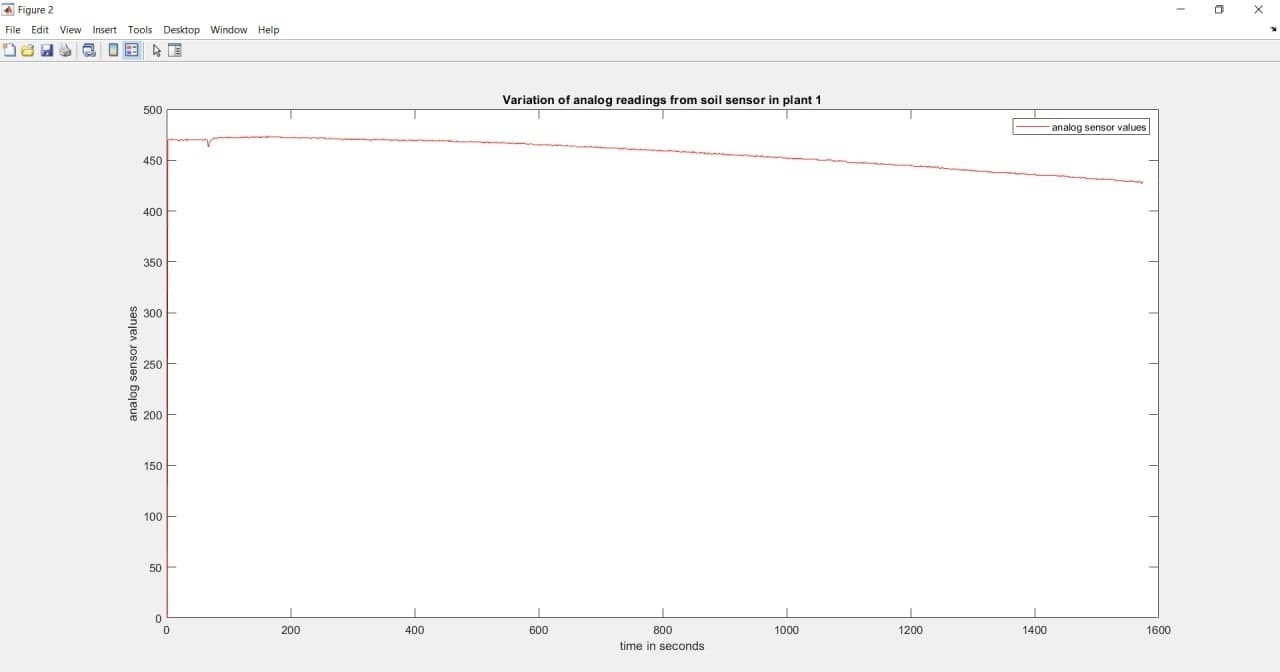 Figure 2
File Edit View Insert Tools Desktop Window Help
Variation of analog readings from soil sensor in plant 1
analog sensor values
500
450
400
350
300
250
200
150
100
50
0
analog sensor values
0 200 400 600 800 1000 1200 1400 1600
time in seconds